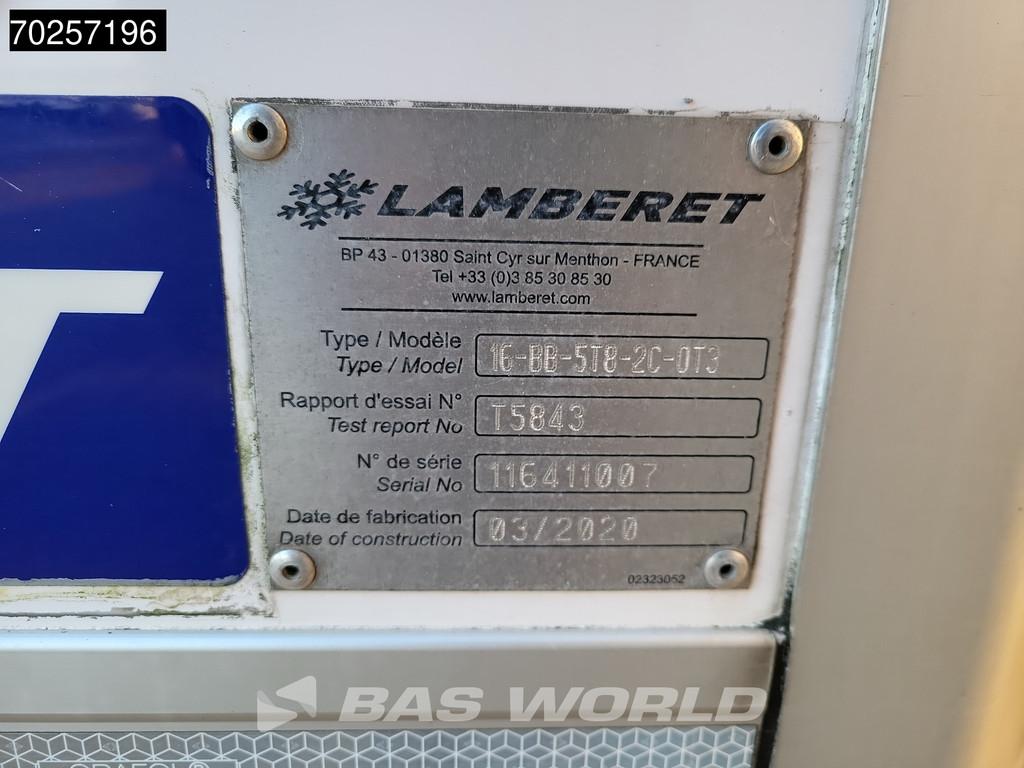 70257196
LAMBERET
BP 43 - 01380 Saint Cyr sur Menthon - FRANCE
Tel +33 (0)3 85 30 85 30
www.lamberet.com
Type / Modèle
Type / Model
16-BB-5T8-2C-0T3
Rapport d'essai N°
Test report No
T5843
N° de série
Serial No
116411007
Date de fabrication
Date of construction
03/2020
02323052
BAS WORLD